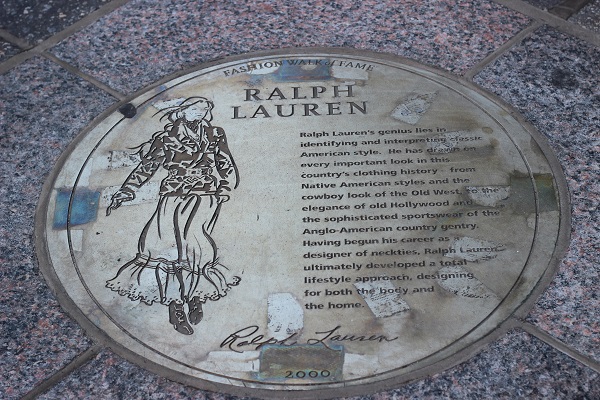 FASHION WALK of FAME
RALPH
LAUREN
Ralph Lauren's genius lies in
identifying and interpreting classic
American style. He has drawn on
every important look in this
country's clothing history - from
Native American styles and the
cowboy look of the Old West, to the
elegance of old Hollywood and
the sophisticated sportswear of the
Anglo-American country gentry.
Having begun his career as a
designer of neckties, Ralph Lauren
ultimately developed a total
lifestyle approach, designing
for both the body and
the home.
Ralph Lauren
2000